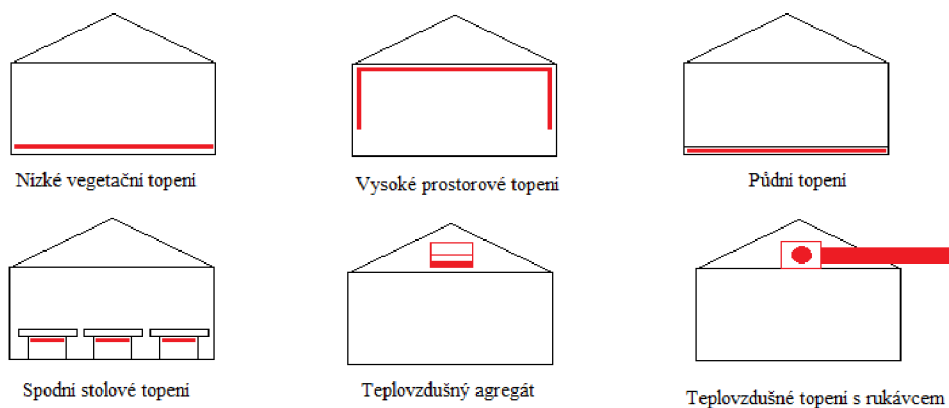 Nízké vegetační topení
Vysoké prostorové topení
Půdní topení
Spodní stolové topení
Teplovzdušný agregát
Teplovzdušné topení s rukávcem